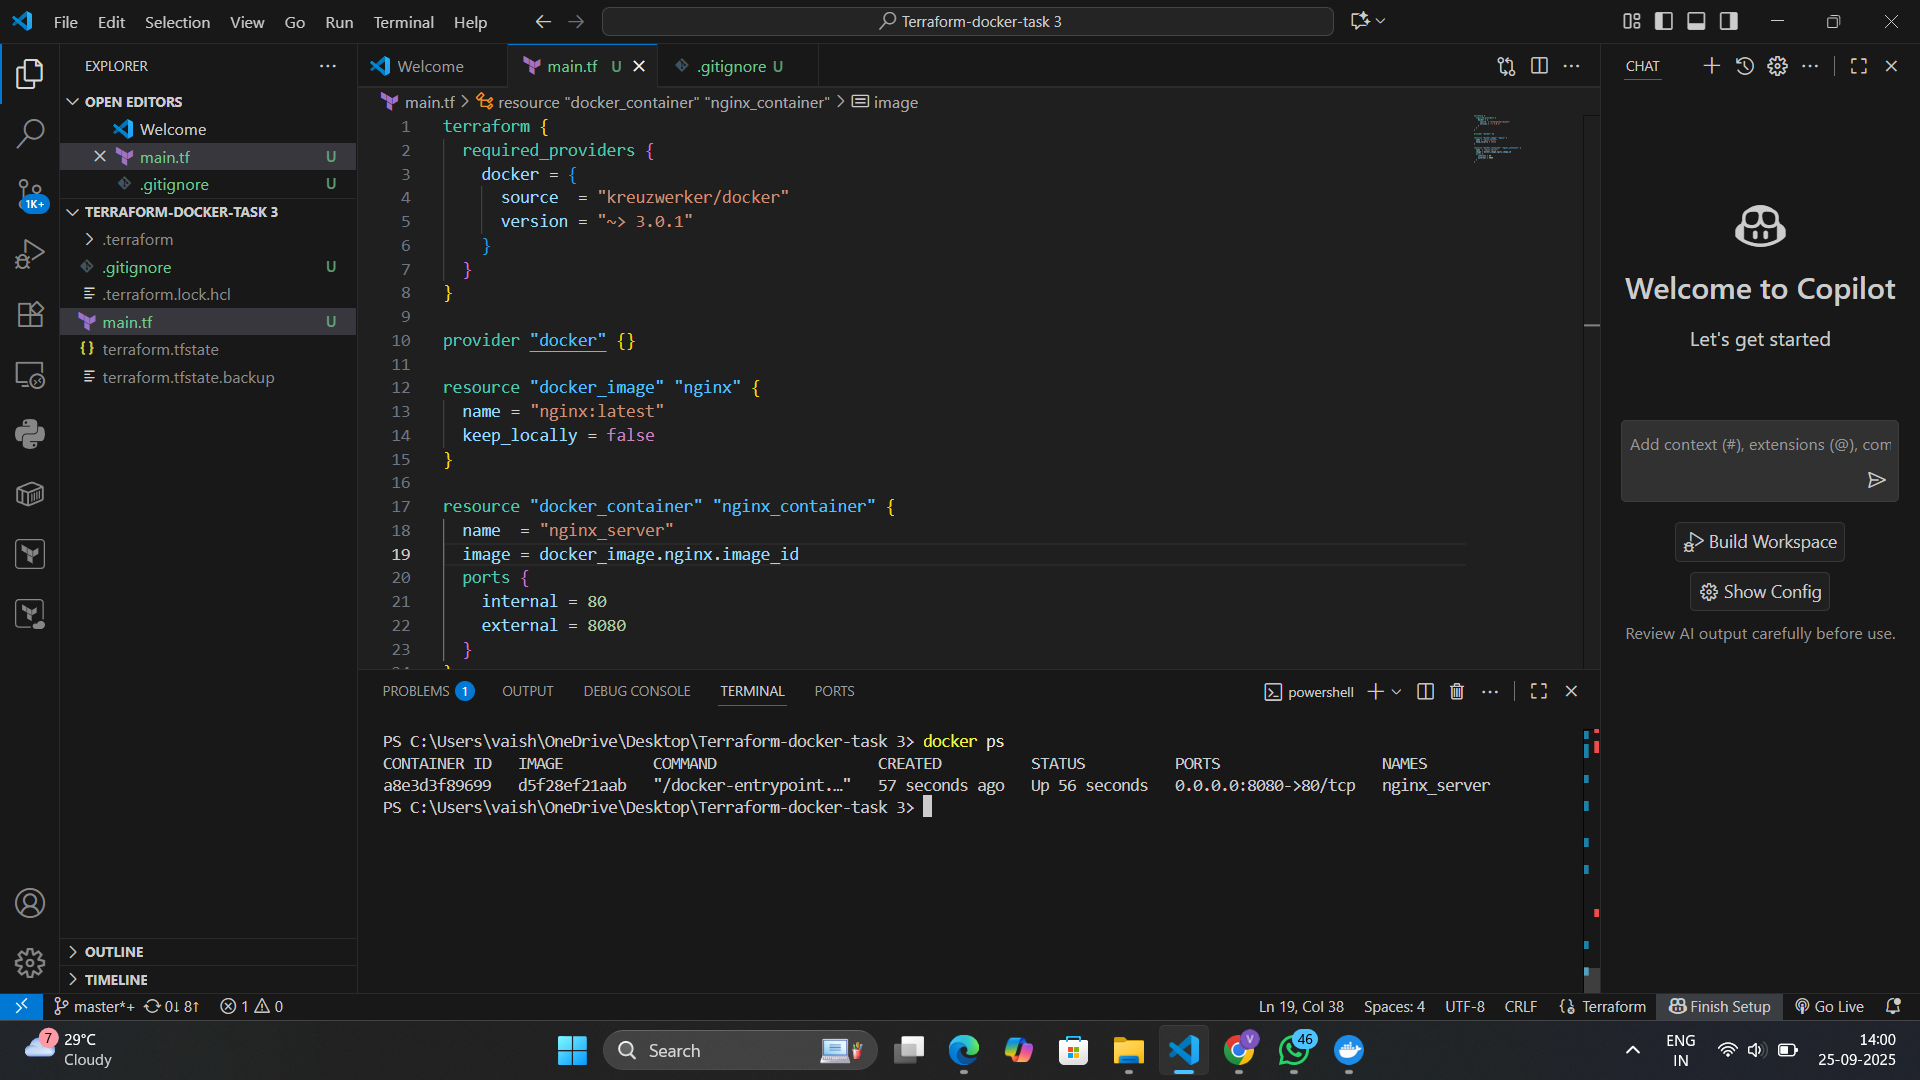 File Edit Selection View Go Run Terminal Help
Terraform-docker-task 3
EXPLORER
OPEN EDITORS
Welcome
main.tf U
.gitignore U
1K+
TERRAFORM-DOCKER-TASK 3
.terraform
.gitignore U
.terraform.lock.hcl
main.tf U
terraform.tfstate
terraform.tfstate.backup
OUTLINE
TIMELINE
Welcome main.tf U .gitignore U
main.tf > resource "docker_container" "nginx_container" > image
1 terraform {
2 required_providers {
3 docker = {
4 source  = "kreuzwerker/docker"
5 version = "~> 3.0.1"
6 }
7 }
8 }
9
10 provider "docker" {}
11
12 resource "docker_image" "nginx" {
13 name = "nginx:latest"
14 keep_locally = false
15 }
16
17 resource "docker_container" "nginx_container" {
18 name  = "nginx_server"
19 image = docker_image.nginx.image_id
20 ports {
21 internal = 80
22 external = 8080
23 }
PROBLEMS 1 OUTPUT DEBUG CONSOLE TERMINAL PORTS
powershell
PS C:\Users\vaish\OneDrive\Desktop\Terraform-docker-task 3> docker ps
CONTAINER ID   IMAGE          COMMAND                  CREATED          STATUS          PORTS                  NAMES
a8e3d3f89699   d5f28ef21aab   "/docker-entrypoint.…"   57 seconds ago   Up 56 seconds   0.0.0.0:8080->80/tcp   nginx_server
PS C:\Users\vaish\OneDrive\Desktop\Terraform-docker-task 3>
CHAT
Welcome to Copilot
Let's get started
Add context (#), extensions (@), com
Build Workspace
Show Config
Review AI output carefully before use.
master*+ 0↓ 8↑ 1 0
Ln 19, Col 38 Spaces: 4 UTF-8 CRLF Terraform Finish Setup Go Live
7
29°C
Cloudy
Search
V
46
ENG
IN
14:00
25-09-2025